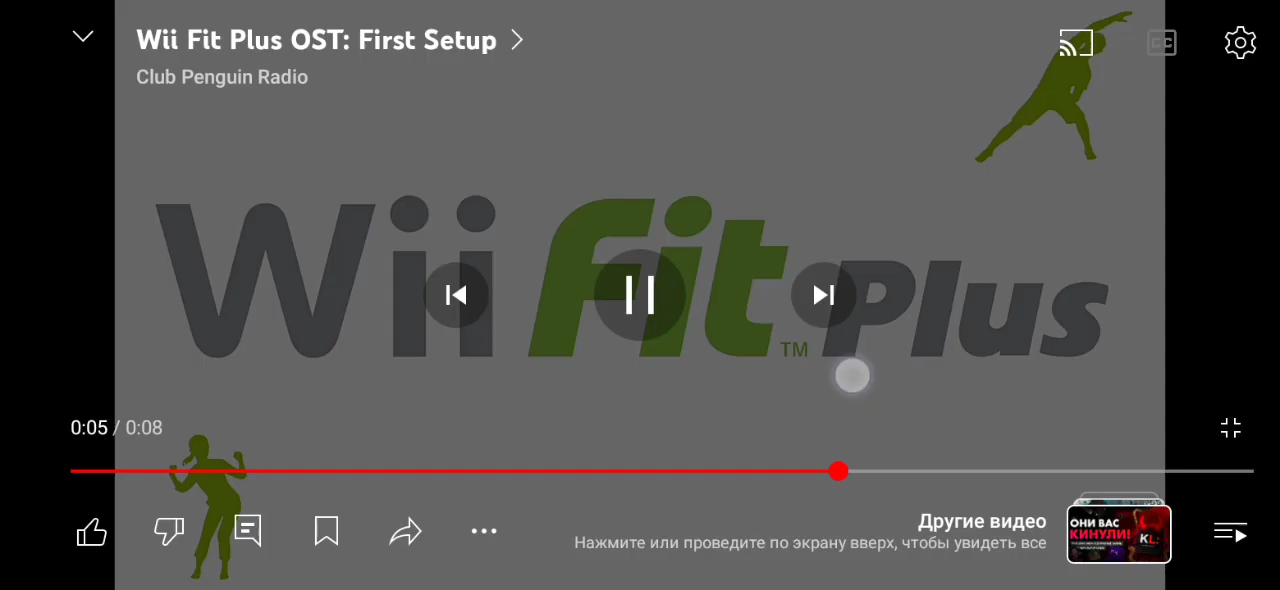 Wii Fit Plus OST: First Setup
Club Penguin Radio
CC
Wii Fit Plus
TM
0:05 / 0:08
Другие видео
Нажмите или проведите по экрану вверх, чтобы увидеть все
ОНИ ВАС
КИНУЛИ!
KL